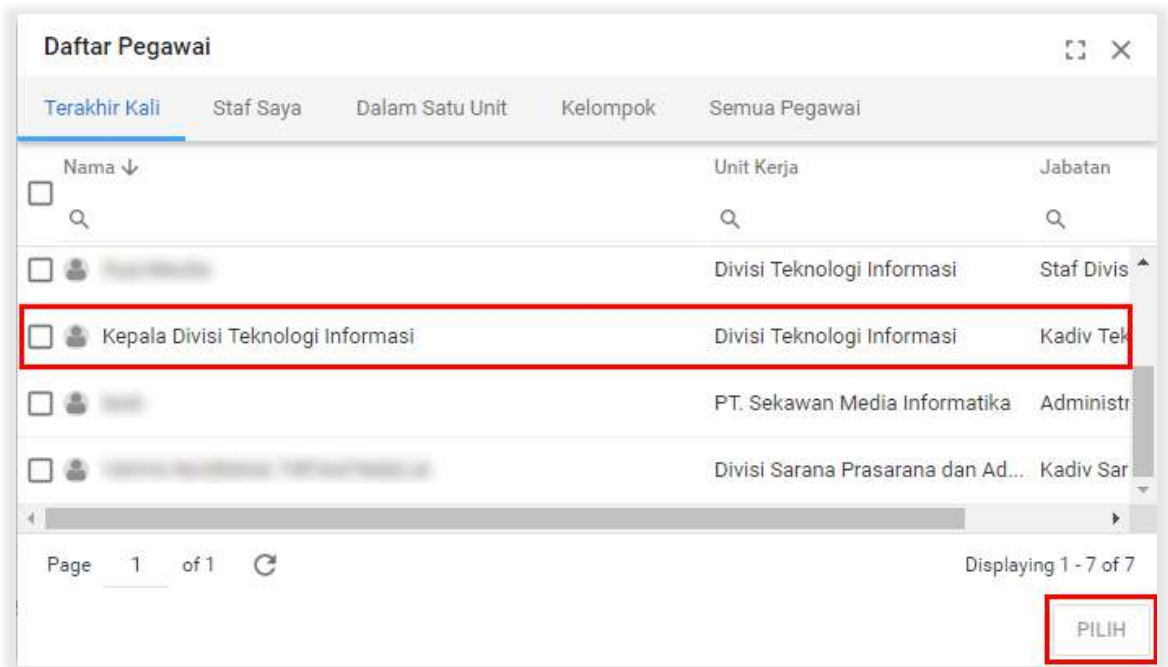 Daftar Pegawai
Terakhir Kali Staf Saya Dalam Satu Unit Kelompok Semua Pegawai
Nama Unit Kerja Jabatan
Divisi Teknologi Informasi Staf Divis
Kepala Divisi Teknologi Informasi Divisi Teknologi Informasi Kadiv Tek
PT. Sekawan Media Informatika Administr
Divisi Sarana Prasarana dan Ad... Kadiv Sar
Page 1 of 1 Displaying 1 - 7 of 7
PILIH